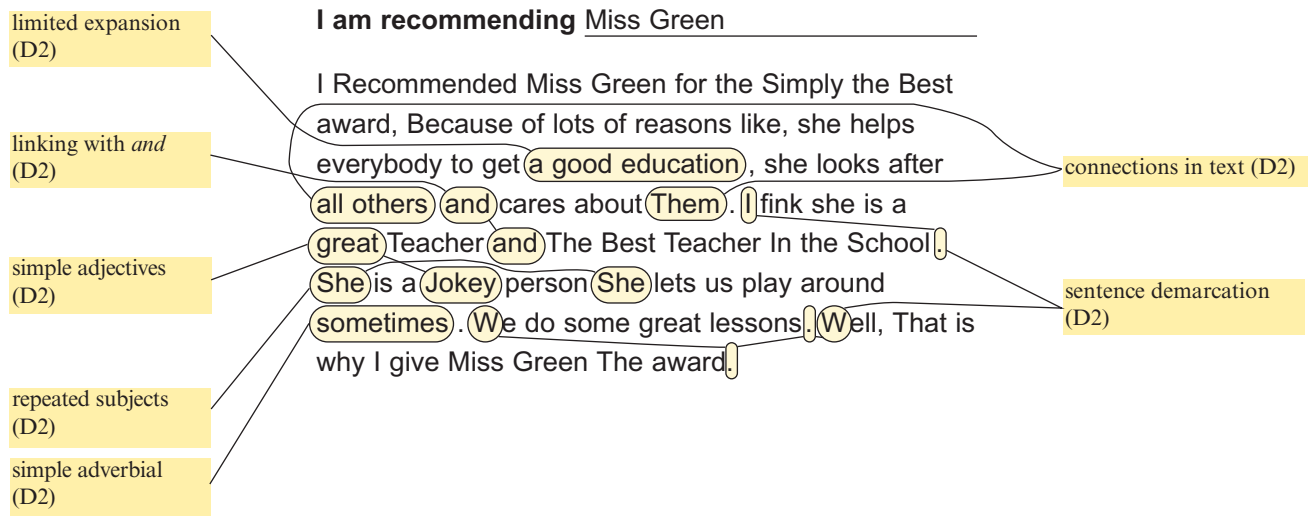 limited expansion
(D2)
linking with and
(D2)
simple adjectives
(D2)
repeated subjects
(D2)
simple adverbial
(D2)
I am recommending Miss Green
I Recommended Miss Green for the Simply the Best
award, Because of lots of reasons like, she helps
everybody to get a good education , she looks after
all others and cares about Them . I fink she is a
great Teacher and The Best Teacher In the School .
She is a Jokey person She lets us play around
sometimes . We do some great lessons . Well, That is
why I give Miss Green The award.
connections in text (D2)
sentence demarcation
(D2)